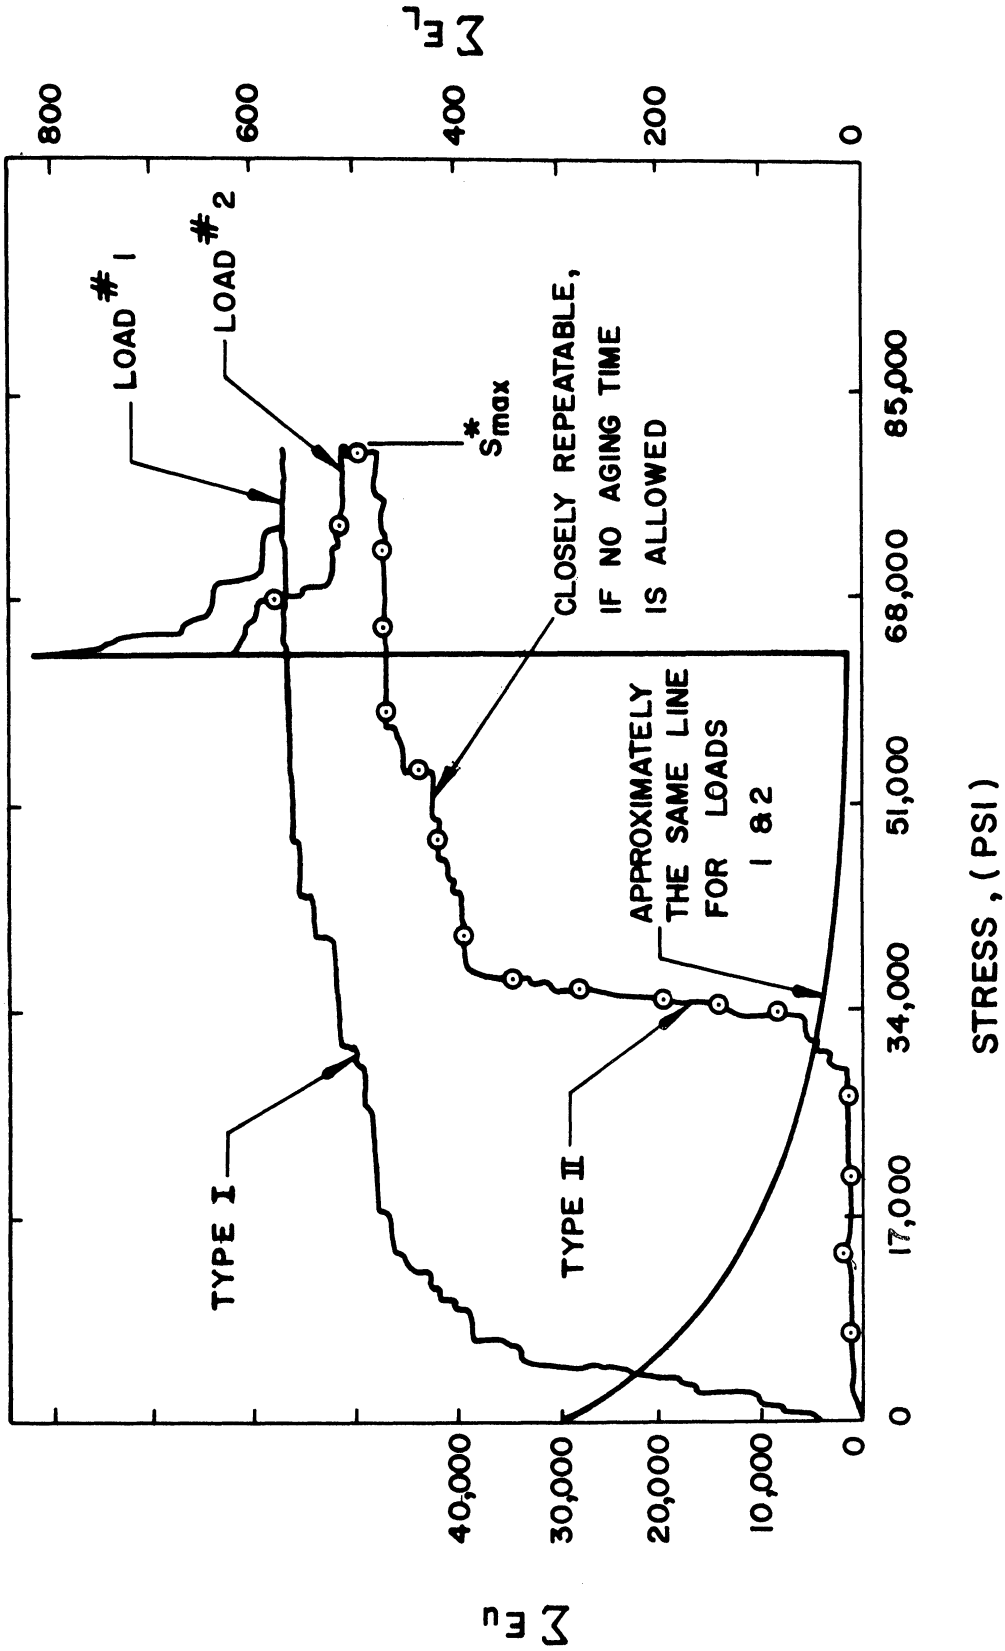 Σ E_L
800
600
400
200
0
LOAD #1
LOAD #2
S*max
CLOSELY REPEATABLE,
IF NO AGING TIME
IS ALLOWED
APPROXIMATELY
THE SAME LINE
FOR LOADS
1 & 2
TYPE I
TYPE II
0
17,000
34,000
51,000
68,000
85,000
STRESS, (PSI)
40,000
30,000
20,000
10,000
0
Σ E_u